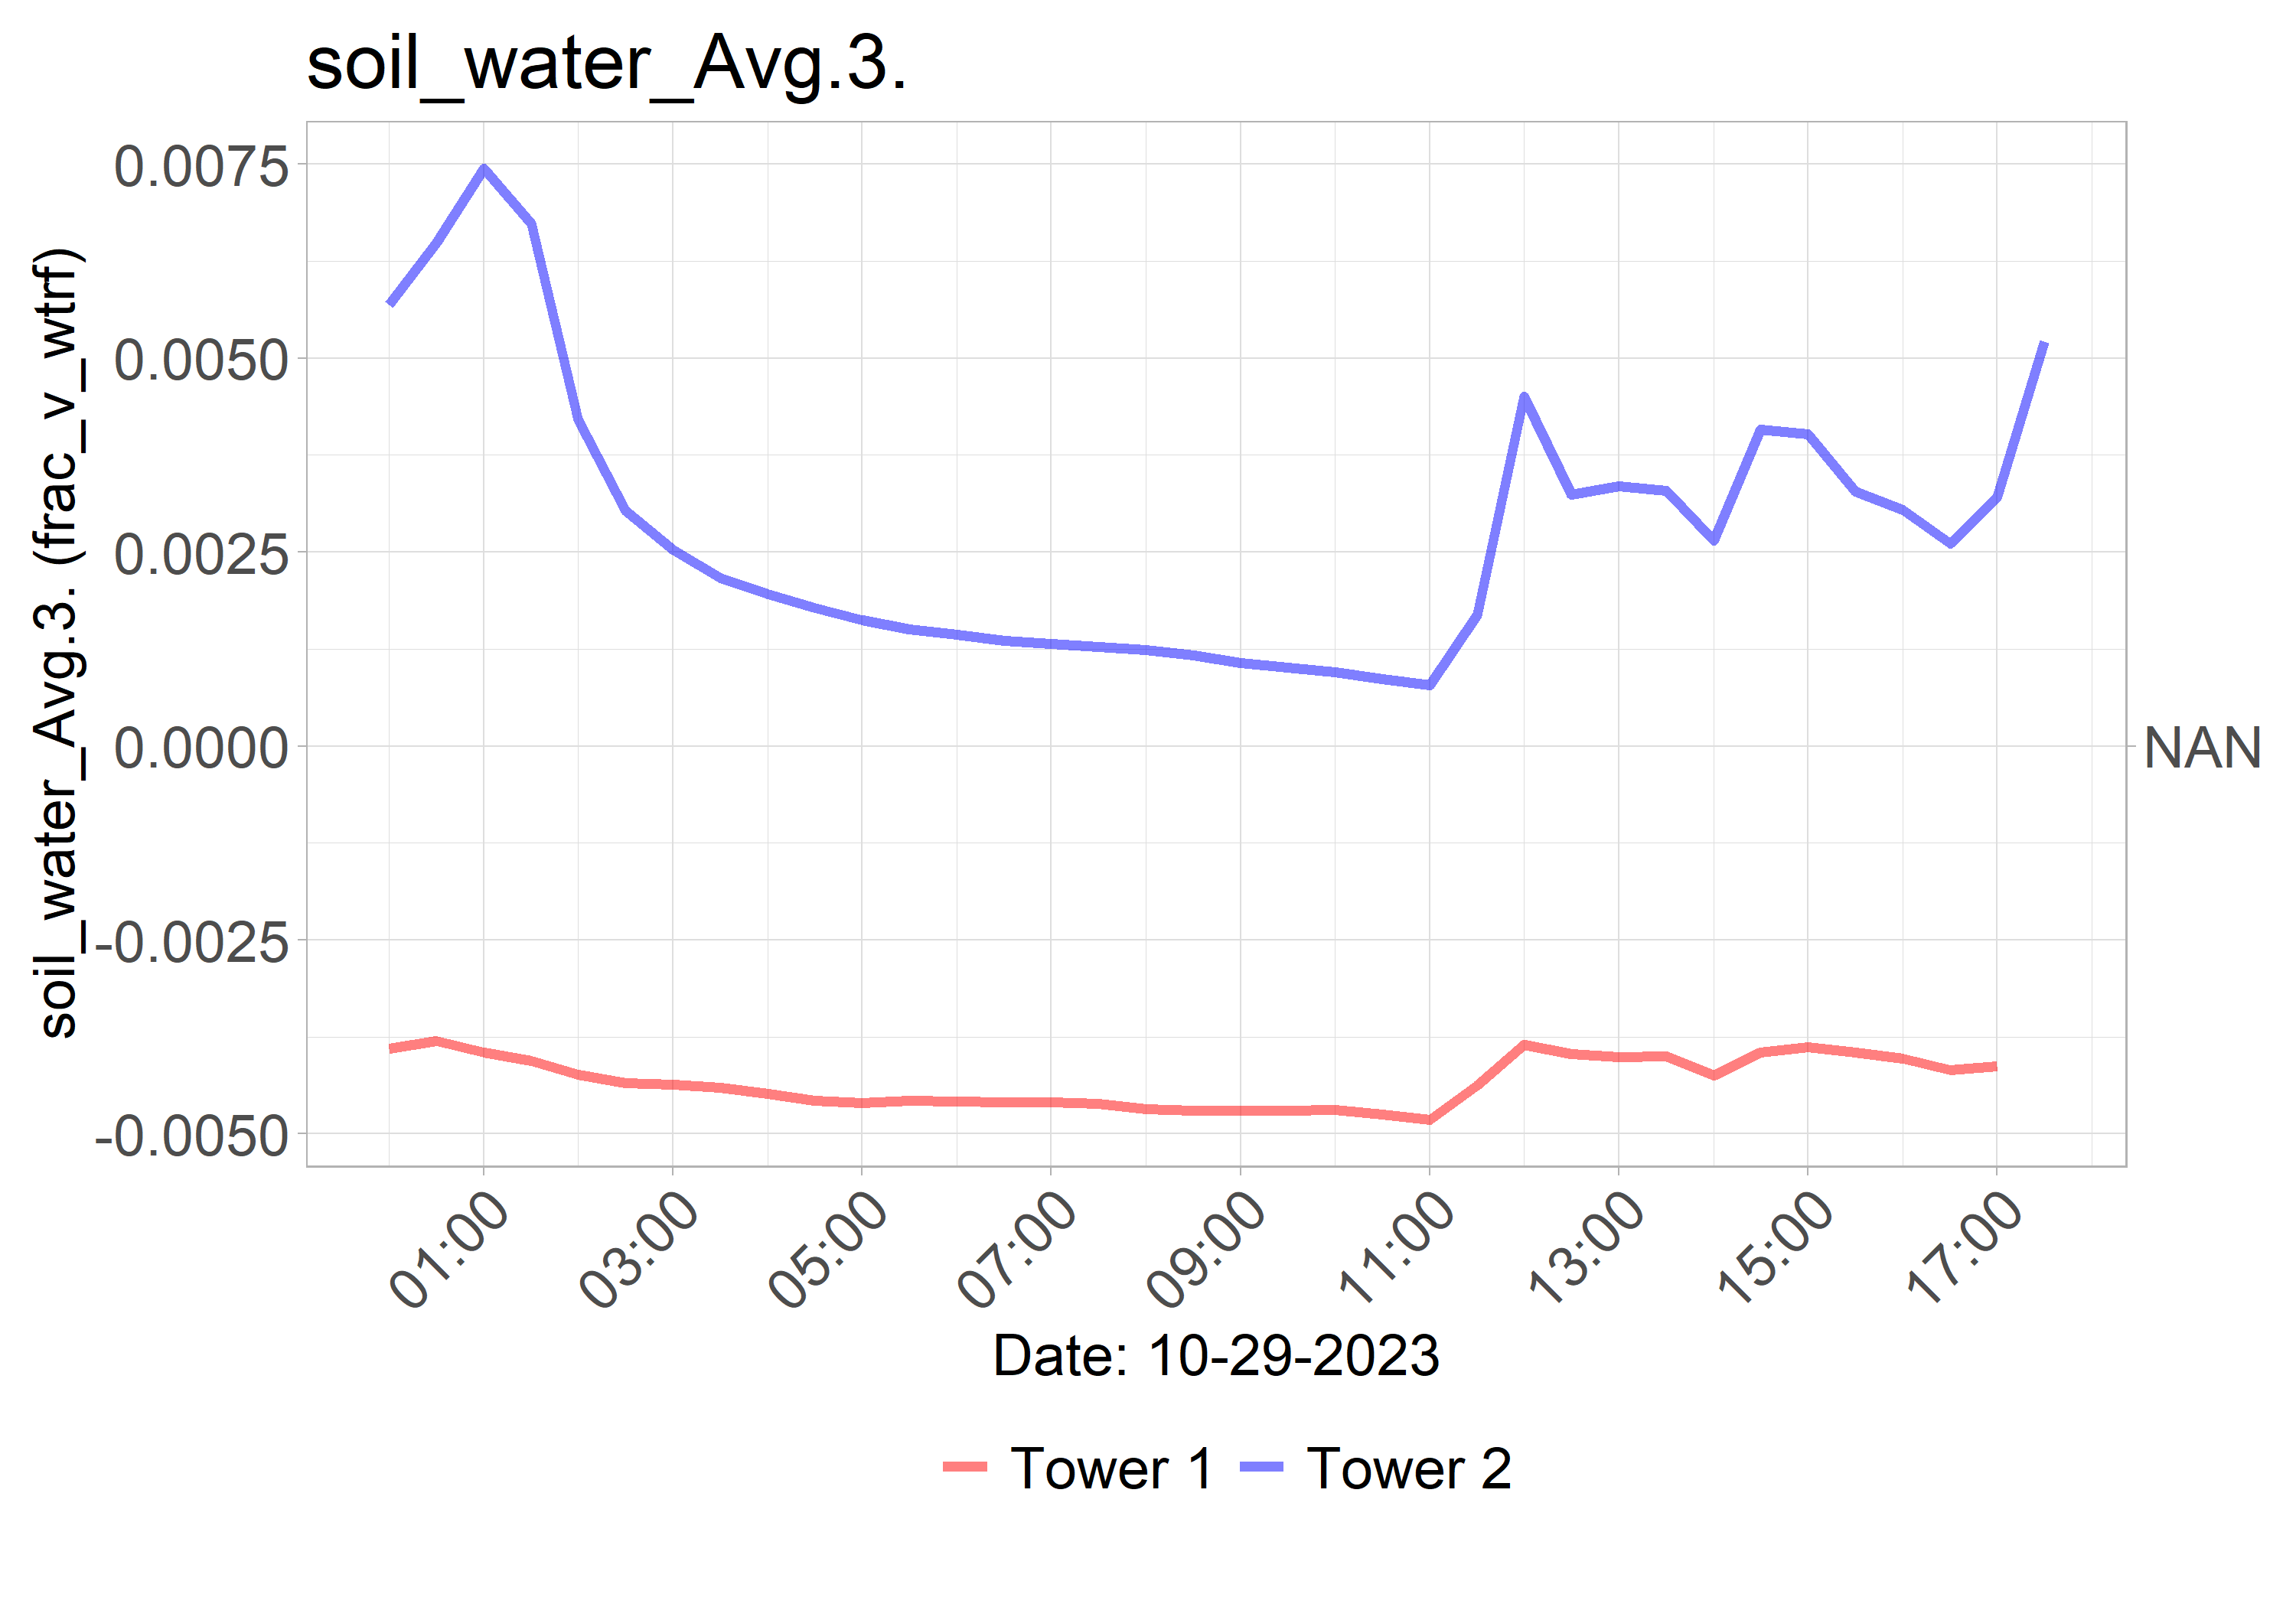 soil_water_Avg.3.
soil_water_Avg.3. (frac_v_wtrf)
0.0075
0.0050
0.0025
0.0000
-0.0025
-0.0050
NAN
01:00
03:00
05:00
07:00
09:00
11:00
13:00
15:00
17:00
Date: 10-29-2023
Tower 1
Tower 2